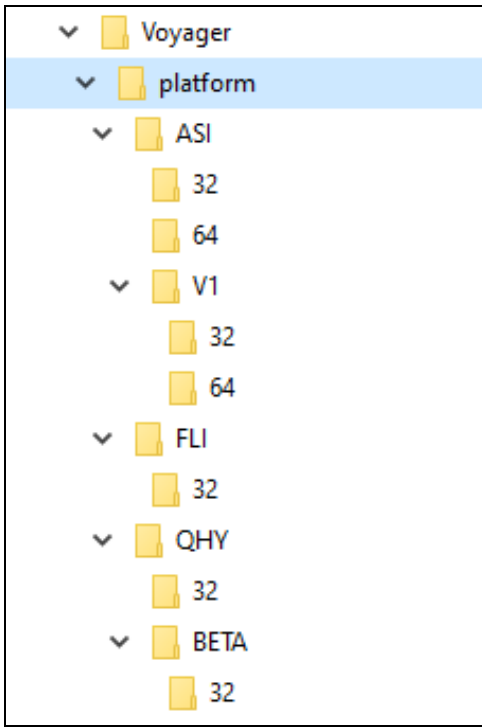 Voyager
platform
ASI
32
64
V1
32
64
FLI
32
QHY
32
BETA
32